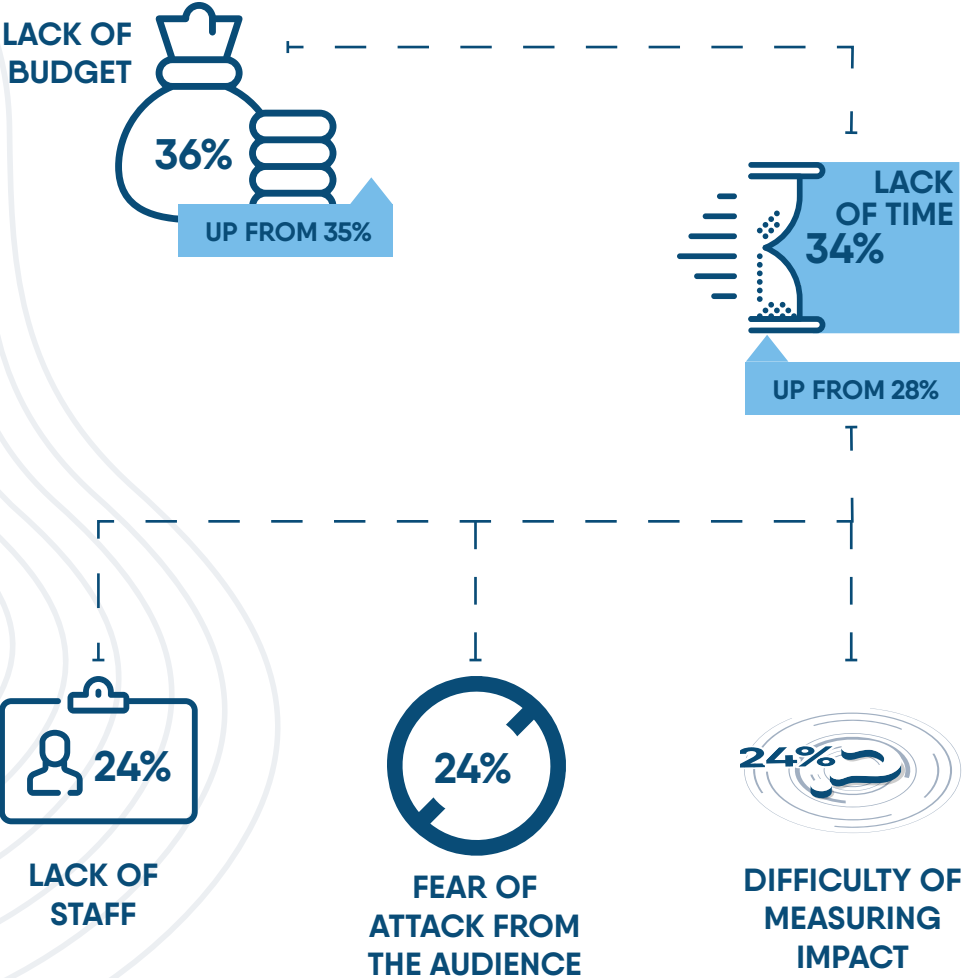 LACK OF
BUDGET
36%
UP FROM 35%
LACK
OF TIME
34%
UP FROM 28%
24%
LACK OF
STAFF
24%
FEAR OF
ATTACK FROM
THE AUDIENCE
24%
DIFFICULTY OF
MEASURING
IMPACT